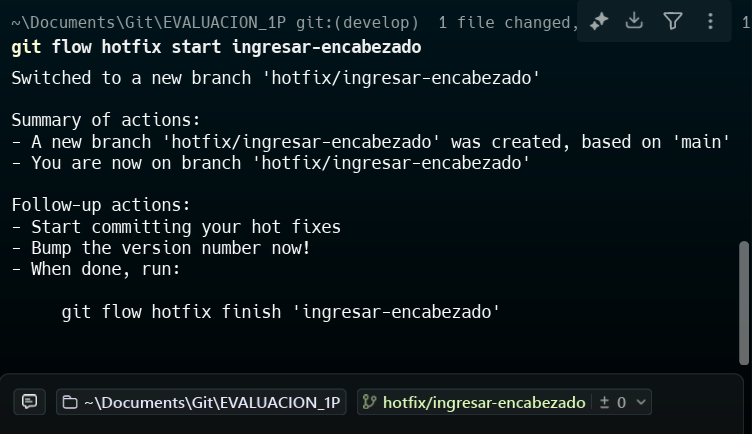 ~\Documents\Git\EVALUACION_1P git:(develop)  1 file changed, 1
git flow hotfix start ingresar-encabezado
Switched to a new branch 'hotfix/ingresar-encabezado'
Summary of actions:
- A new branch 'hotfix/ingresar-encabezado' was created, based on 'main'
- You are now on branch 'hotfix/ingresar-encabezado'
Follow-up actions:
- Start committing your hot fixes
- Bump the version number now!
- When done, run:
git flow hotfix finish 'ingresar-encabezado'
~\Documents\Git\EVALUACION_1P hotfix/ingresar-encabezado ± 0